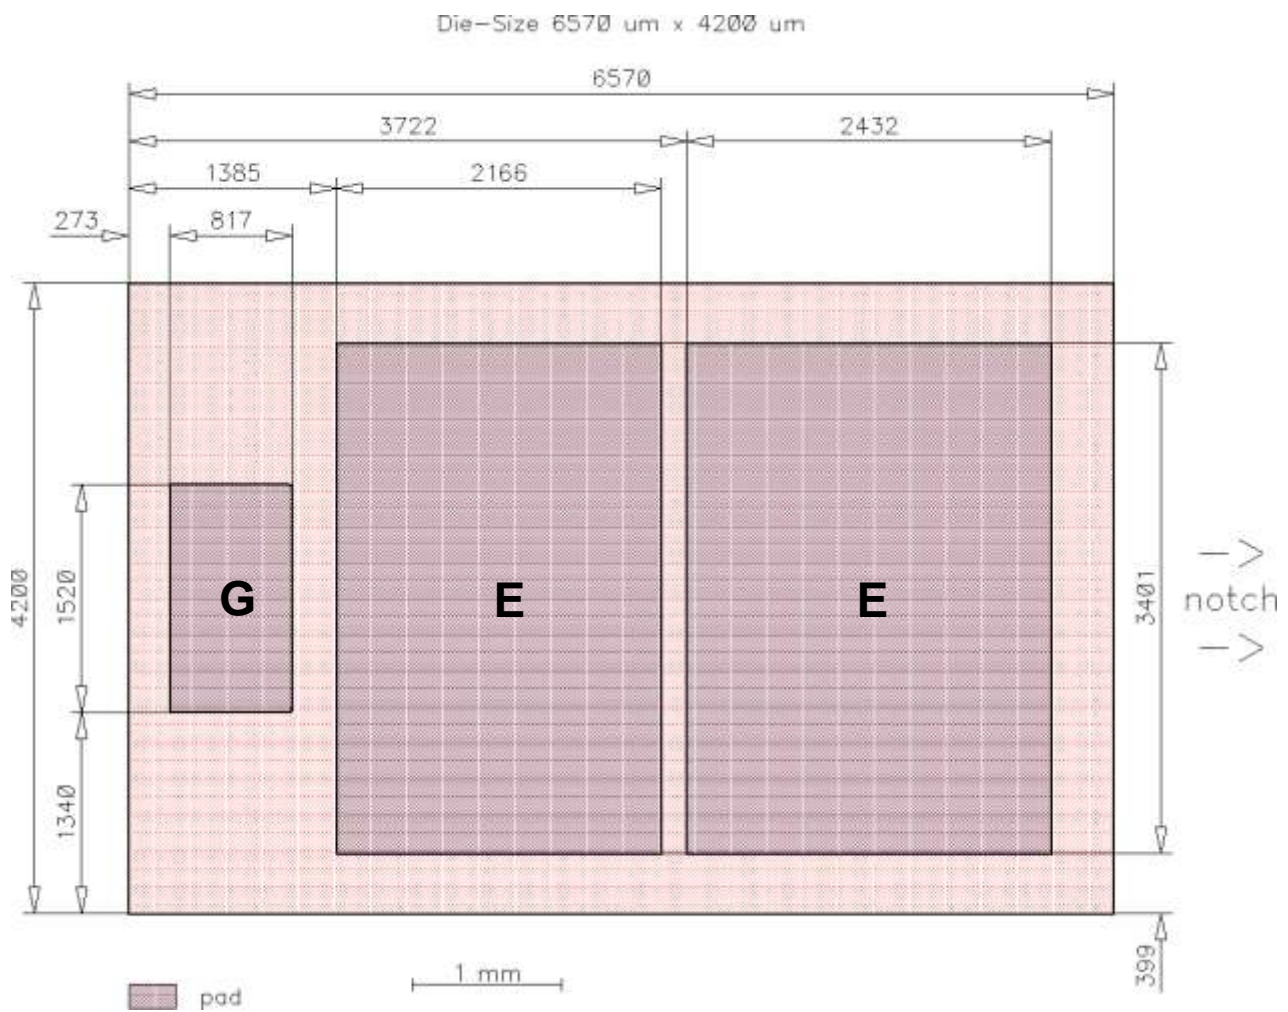 Die-Size 6570 um x 4200 um
6570
3722 2432
1385 2166
273 817
4200
1520
1340
G E E
3401
->
notch
->
399
1 mm
pad